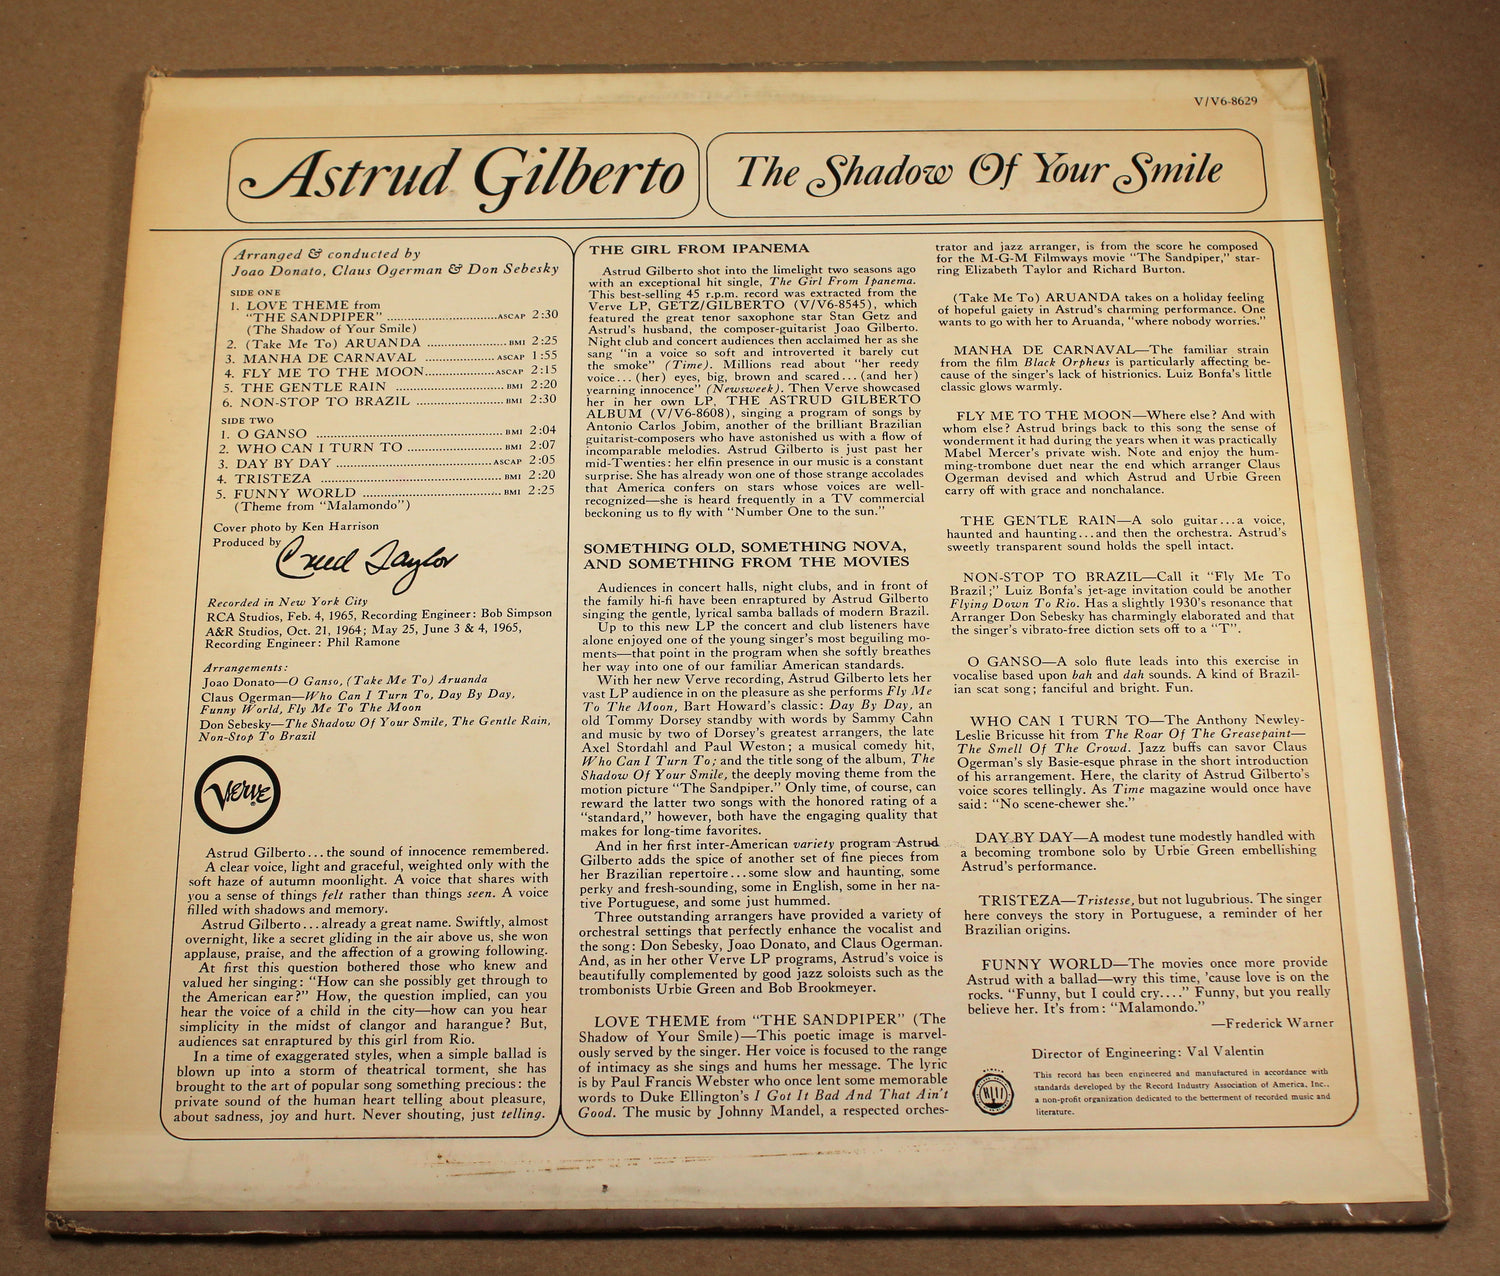 V/V6-8629
Astrud Gilberto
The Shadow Of Your Smile
Arranged & conducted by
Joao Donato, Claus Ogerman & Don Sebesky
SIDE ONE
1. LOVE THEME from
"THE SANDPIPER" ........................ASCAP 2:30
(The Shadow of Your Smile)
2. (Take Me To) ARUANDA ..................BMI 2:25
3. MANHA DE CARNAVAL ..............ASCAP 1:55
4. FLY ME TO THE MOON..............ASCAP 2:15
5. THE GENTLE RAIN ......................BMI 2:20
6. NON-STOP TO BRAZIL ..................BMI 2:30
SIDE TWO
1. O GANSO ........................................BMI 2:04
2. WHO CAN I TURN TO ....................BMI 2:07
3. DAY BY DAY ................................ASCAP 2:05
4. TRISTEZA ........................................BMI 2:20
5. FUNNY WORLD ..............................BMI 2:25
(Theme from "Malamondo")
Cover photo by Ken Harrison
Produced by Creed Taylor
Recorded in New York City
RCA Studios, Feb. 4, 1965, Recording Engineer: Bob Simpson
A&R Studios, Oct. 21, 1964; May 25, June 3 & 4, 1965,
Recording Engineer: Phil Ramone
Arrangements:
Joao Donato—O Ganso, (Take Me To) Aruanda
Claus Ogerman—Who Can I Turn To, Day By Day,
Funny World, Fly Me To The Moon
Don Sebesky—The Shadow Of Your Smile, The Gentle Rain,
Non-Stop To Brazil
Verve
Astrud Gilberto...the sound of innocence remembered.
A clear voice, light and graceful, weighted only with the
soft haze of autumn moonlight. A voice that shares with
you a sense of things felt rather than things seen. A voice
filled with shadows and memory.
Astrud Gilberto...already a great name. Swiftly, almost
overnight, like a secret gliding in the air above us, she won
applause, praise, and the affection of a growing following.
At first this question bothered those who knew and
valued her singing: "How can she possibly get through to
the American ear?" How, the question implied, can you
hear the voice of a child in the city—how can you hear
simplicity in the midst of clangor and harangue? But,
audiences sat enraptured by this girl from Rio.
In a time of exaggerated styles, when a simple ballad is
blown up into a storm of theatrical torment, she has
brought to the art of popular song something precious: the
private sound of the human heart telling about pleasure,
about sadness, joy and hurt. Never shouting, just telling.
THE GIRL FROM IPANEMA
Astrud Gilberto shot into the limelight two seasons ago
with an exceptional hit single, The Girl From Ipanema.
This best-selling 45 r.p.m. record was extracted from the
Verve LP, GETZ/GILBERTO (V/V6-8545), which
featured the great tenor saxophone star Stan Getz and
Astrud's husband, the composer-guitarist Joao Gilberto.
Night club and concert audiences then acclaimed her as she
sang "in a voice so soft and introverted it barely cut
the smoke" (Time). Millions read about "her reedy
voice...(her) eyes, big, brown and scared...(and her)
yearning innocence" (Newsweek). Then Verve showcased
her in her own LP, THE ASTRUD GILBERTO
ALBUM (V/V6-8608), singing a program of songs by
Antonio Carlos Jobim, another of the brilliant Brazilian
guitarist-composers who have astonished us with a flow of
incomparable melodies. Astrud Gilberto is just past her
mid-Twenties: her elfin presence in our music is a constant
surprise. She has already won one of those strange accolades
that America confers on stars whose voices are well-
recognized—she is heard frequently in a TV commercial
beckoning us to fly with "Number One to the sun."
SOMETHING OLD, SOMETHING NOVA,
AND SOMETHING FROM THE MOVIES
Audiences in concert halls, night clubs, and in front of
the family hi-fi have been enraptured by Astrud Gilberto
singing the gentle, lyrical samba ballads of modern Brazil.
Up to this new LP the concert and club listeners have
alone enjoyed one of the young singer's most beguiling mo-
ments—that point in the program when she softly breathes
her way into one of our familiar American standards.
With her new Verve recording, Astrud Gilberto lets her
vast LP audience in on the pleasure as she performs Fly Me
To The Moon, Bart Howard's classic: Day By Day, an
old Tommy Dorsey standby with words by Sammy Cahn
and music by two of Dorsey's greatest arrangers, the late
Axel Stordahl and Paul Weston; a musical comedy hit,
Who Can I Turn To; and the title song of the album, The
Shadow Of Your Smile, the deeply moving theme from the
motion picture "The Sandpiper." Only time, of course, can
reward the latter two songs with the honored rating of a
"standard," however, both have the engaging quality that
makes for long-time favorites.
And in her first inter-American variety program Astrud
Gilberto adds the spice of another set of fine pieces from
her Brazilian repertoire...some slow and haunting, some
perky and fresh-sounding, some in English, some in her na-
tive Portuguese, and some just hummed.
Three outstanding arrangers have provided a variety of
orchestral settings that perfectly enhance the vocalist and
the song: Don Sebesky, Joao Donato, and Claus Ogerman.
And, as in her other Verve LP programs, Astrud's voice is
beautifully complemented by good jazz soloists such as the
trombonists Urbie Green and Bob Brookmeyer.
LOVE THEME from "THE SANDPIPER" (The
Shadow of Your Smile)—This poetic image is marvel-
ously served by the singer. Her voice is focused to the range
of intimacy as she sings and hums her message. The lyric
is by Paul Francis Webster who once lent some memorable
words to Duke Ellington's I Got It Bad And That Ain't
Good. The music by Johnny Mandel, a respected orches-
trator and jazz arranger, is from the score he composed
for the M-G-M Filmways movie "The Sandpiper," star-
ring Elizabeth Taylor and Richard Burton.
(Take Me To) ARUANDA takes on a holiday feeling
of hopeful gaiety in Astrud's charming performance. One
wants to go with her to Aruanda, "where nobody worries."
MANHA DE CARNAVAL—The familiar strain
from the film Black Orpheus is particularly affecting be-
cause of the singer's lack of histrionics. Luiz Bonfa's little
classic glows warmly.
FLY ME TO THE MOON—Where else? And with
whom else? Astrud brings back to this song the sense of
wonderment it had during the years when it was practically
Mabel Mercer's private wish. Note and enjoy the hum-
ming-trombone duet near the end which arranger Claus
Ogerman devised and which Astrud and Urbie Green
carry off with grace and nonchalance.
THE GENTLE RAIN—A solo guitar...a voice,
haunted and haunting...and then the orchestra. Astrud's
sweetly transparent sound holds the spell intact.
NON-STOP TO BRAZIL—Call it "Fly Me To
Brazil;" Luiz Bonfa's jet-age invitation could be another
Flying Down To Rio. Has a slightly 1930's resonance that
Arranger Don Sebesky has charmingly elaborated and that
the singer's vibrato-free diction sets off to a "T".
O GANSO—A solo flute leads into this exercise in
vocalise based upon bah and dah sounds. A kind of Brazil-
ian scat song; fanciful and bright. Fun.
WHO CAN I TURN TO—The Anthony Newley-
Leslie Bricusse hit from The Roar Of The Greasepaint—
The Smell Of The Crowd. Jazz buffs can savor Claus
Ogerman's sly Basie-esque phrase in the short introduction
of his arrangement. Here, the clarity of Astrud Gilberto's
voice scores tellingly. As Time magazine would once have
said: "No scene-chewer she."
DAY BY DAY—A modest tune modestly handled with
a becoming trombone solo by Urbie Green embellishing
Astrud's performance.
TRISTEZA—Tristesse, but not lugubrious. The singer
here conveys the story in Portuguese, a reminder of her
Brazilian origins.
FUNNY WORLD—The movies once more provide
Astrud with a ballad—wry this time, 'cause love is on the
rocks. "Funny, but I could cry...." Funny, but you really
believe her. It's from: "Malamondo."
—Frederick Warner
Director of Engineering: Val Valentin
This record has been engineered and manufactured in accordance with
standards developed by the Record Industry Association of America, Inc.,
a non-profit organization dedicated to the betterment of recorded music and
literature.